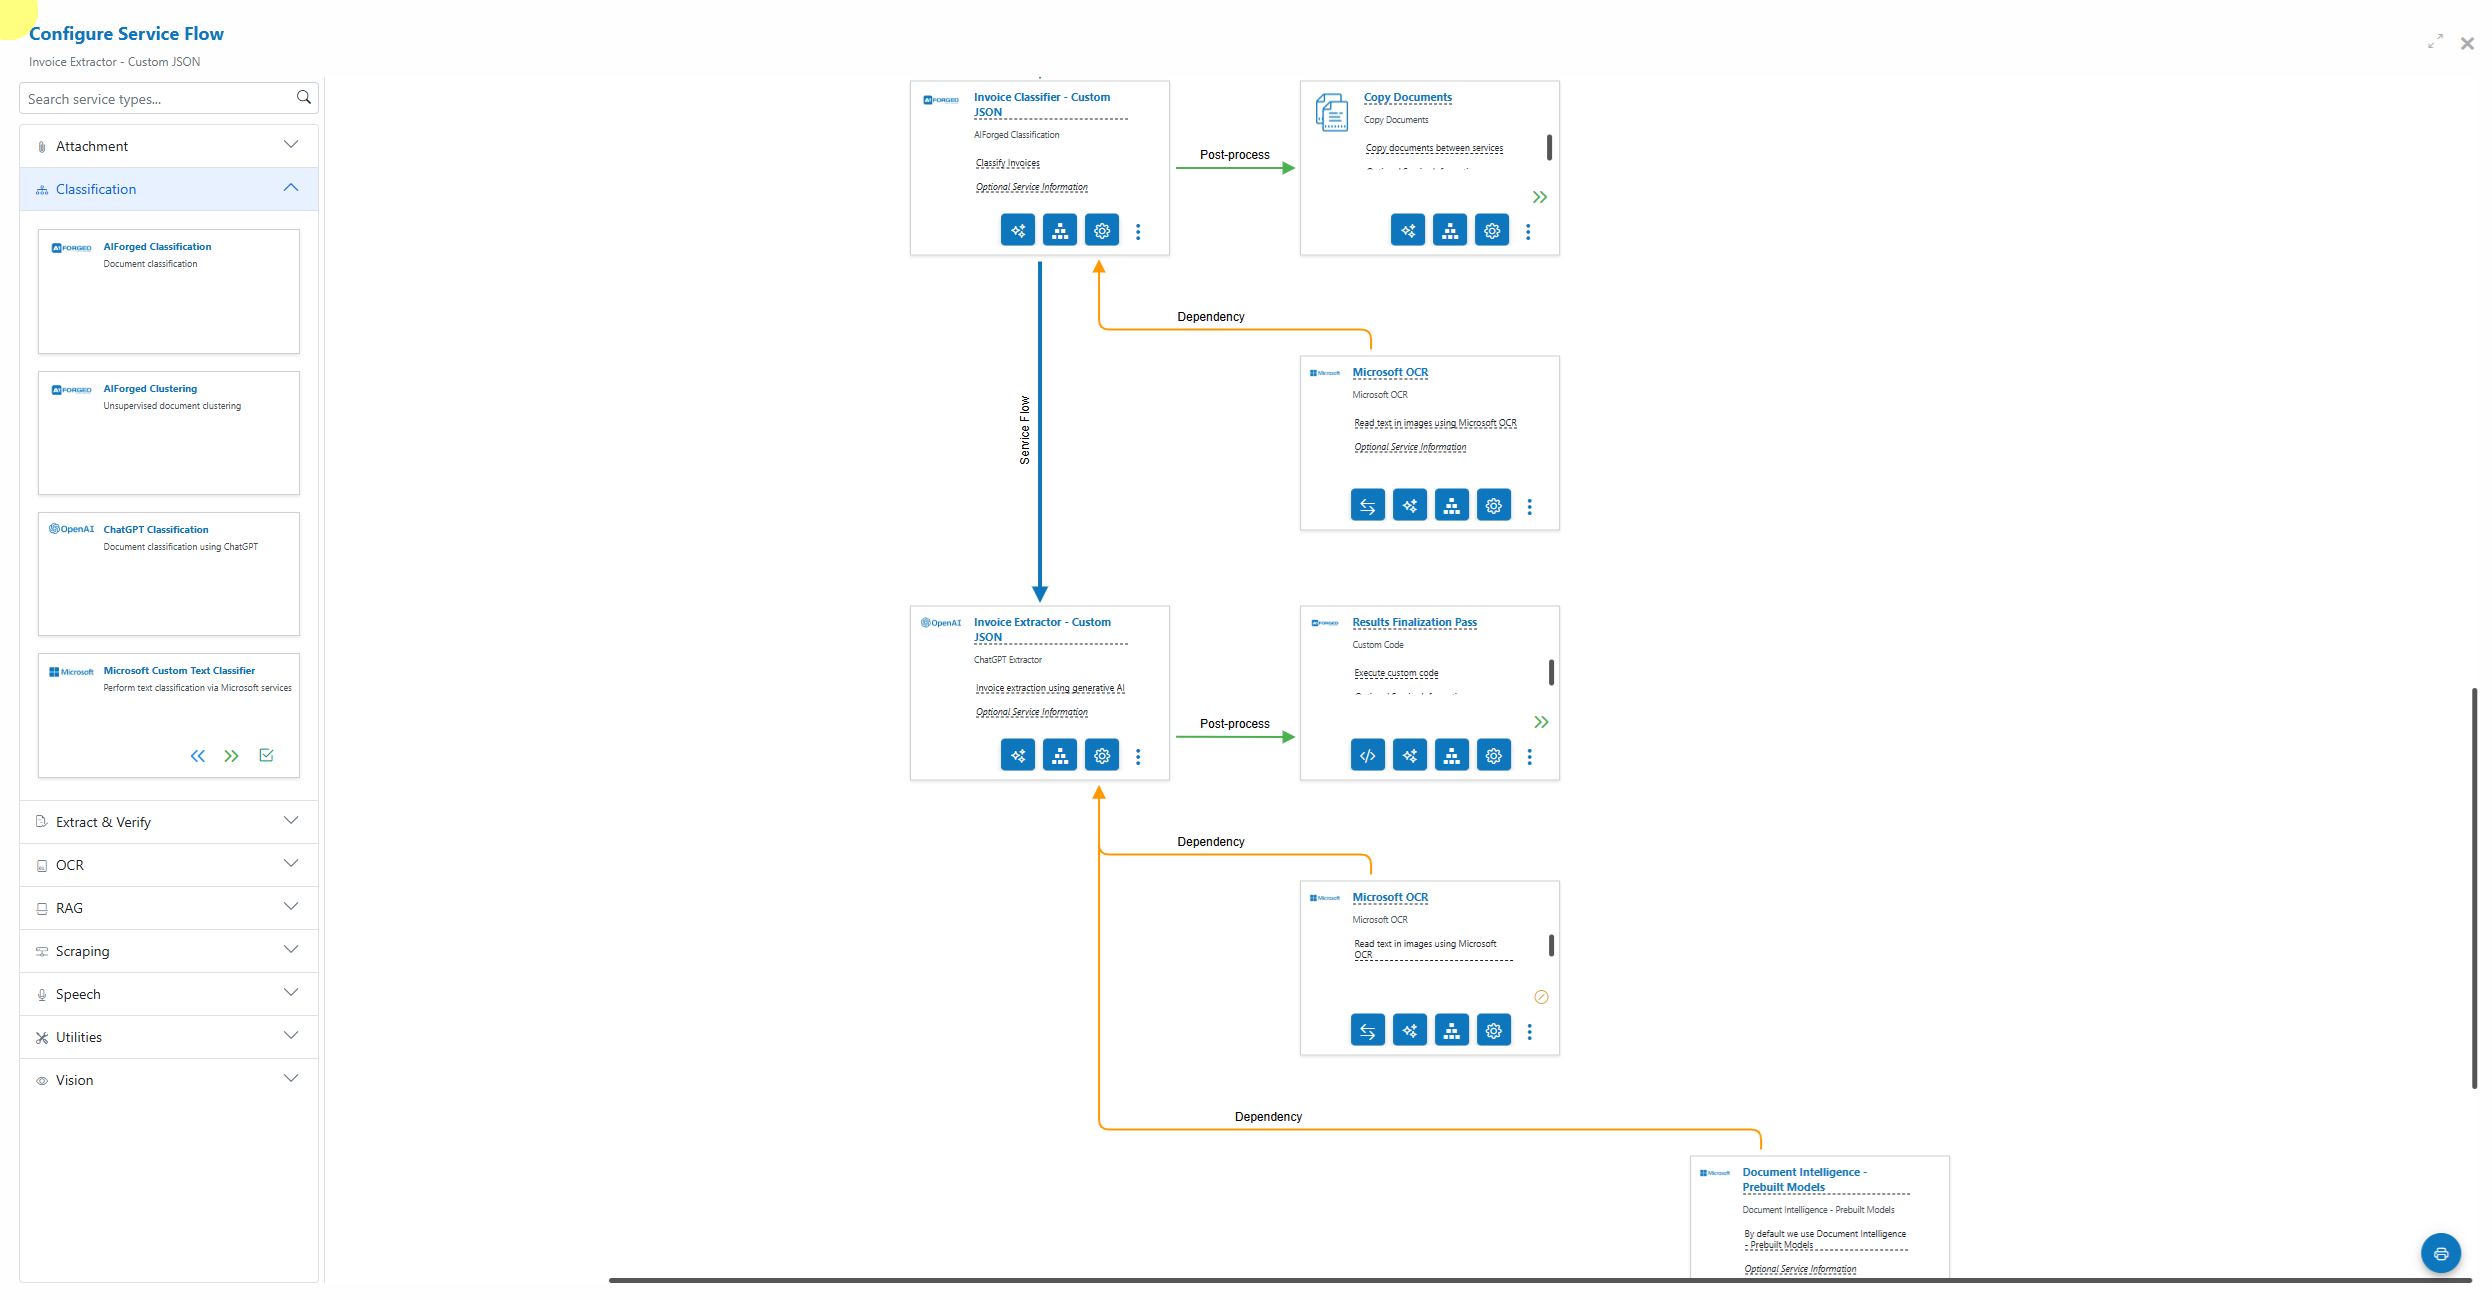 Configure Service Flow
Invoice Extractor - Custom JSON
Search service types...
Attachment
Classification
AIFORGED
AIForged Classification
Document classification
AIFORGED
AIForged Clustering
Unsupervised document clustering
OpenAI
ChatGPT Classification
Document classification using ChatGPT
Microsoft
Microsoft Custom Text Classifier
Perform text classification via Microsoft services
Extract & Verify
OCR
RAG
Scraping
Speech
Utilities
Vision
AIFORGED
Invoice Classifier - Custom
JSON
AIForged Classification
Classify Invoices
Optional Service Information
Post-process
Copy Documents
Copy Documents
Copy documents between services
Dependency
Microsoft
Microsoft OCR
Microsoft OCR
Read text in images using Microsoft OCR
Optional Service Information
Service Flow
OpenAI
Invoice Extractor - Custom
JSON
ChatGPT Extractor
Invoice extraction using generative AI
Optional Service Information
Post-process
AIFORGED
Results Finalization Pass
Custom Code
Execute custom code
Dependency
Microsoft
Microsoft OCR
Microsoft OCR
Read text in images using Microsoft
OCR
Dependency
Microsoft
Document Intelligence -
Prebuilt Models
Document Intelligence - Prebuilt Models
By default we use Document Intelligence
- Prebuilt Models
Optional Service Information